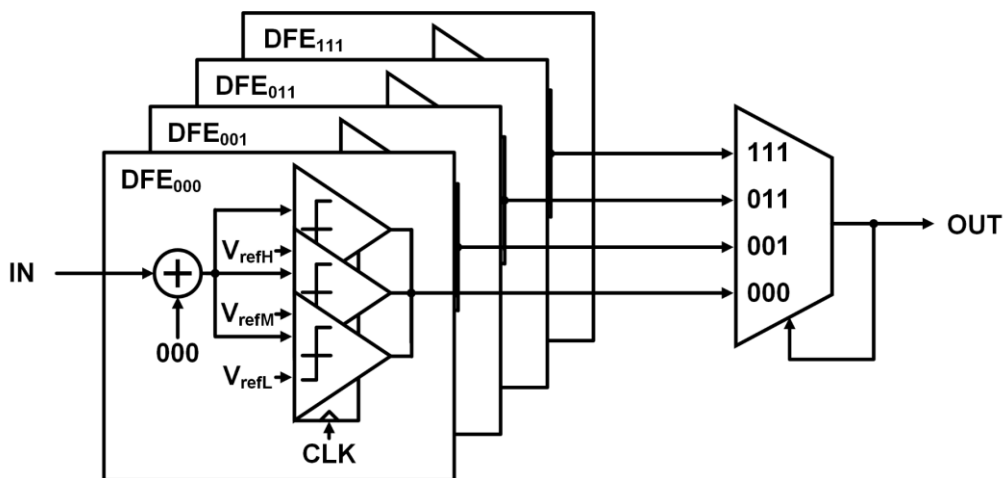 DFE111
DFE011
DFE001
DFE000
111
011
001
000
OUT
IN
VrefH
VrefM
VrefL
000
CLK